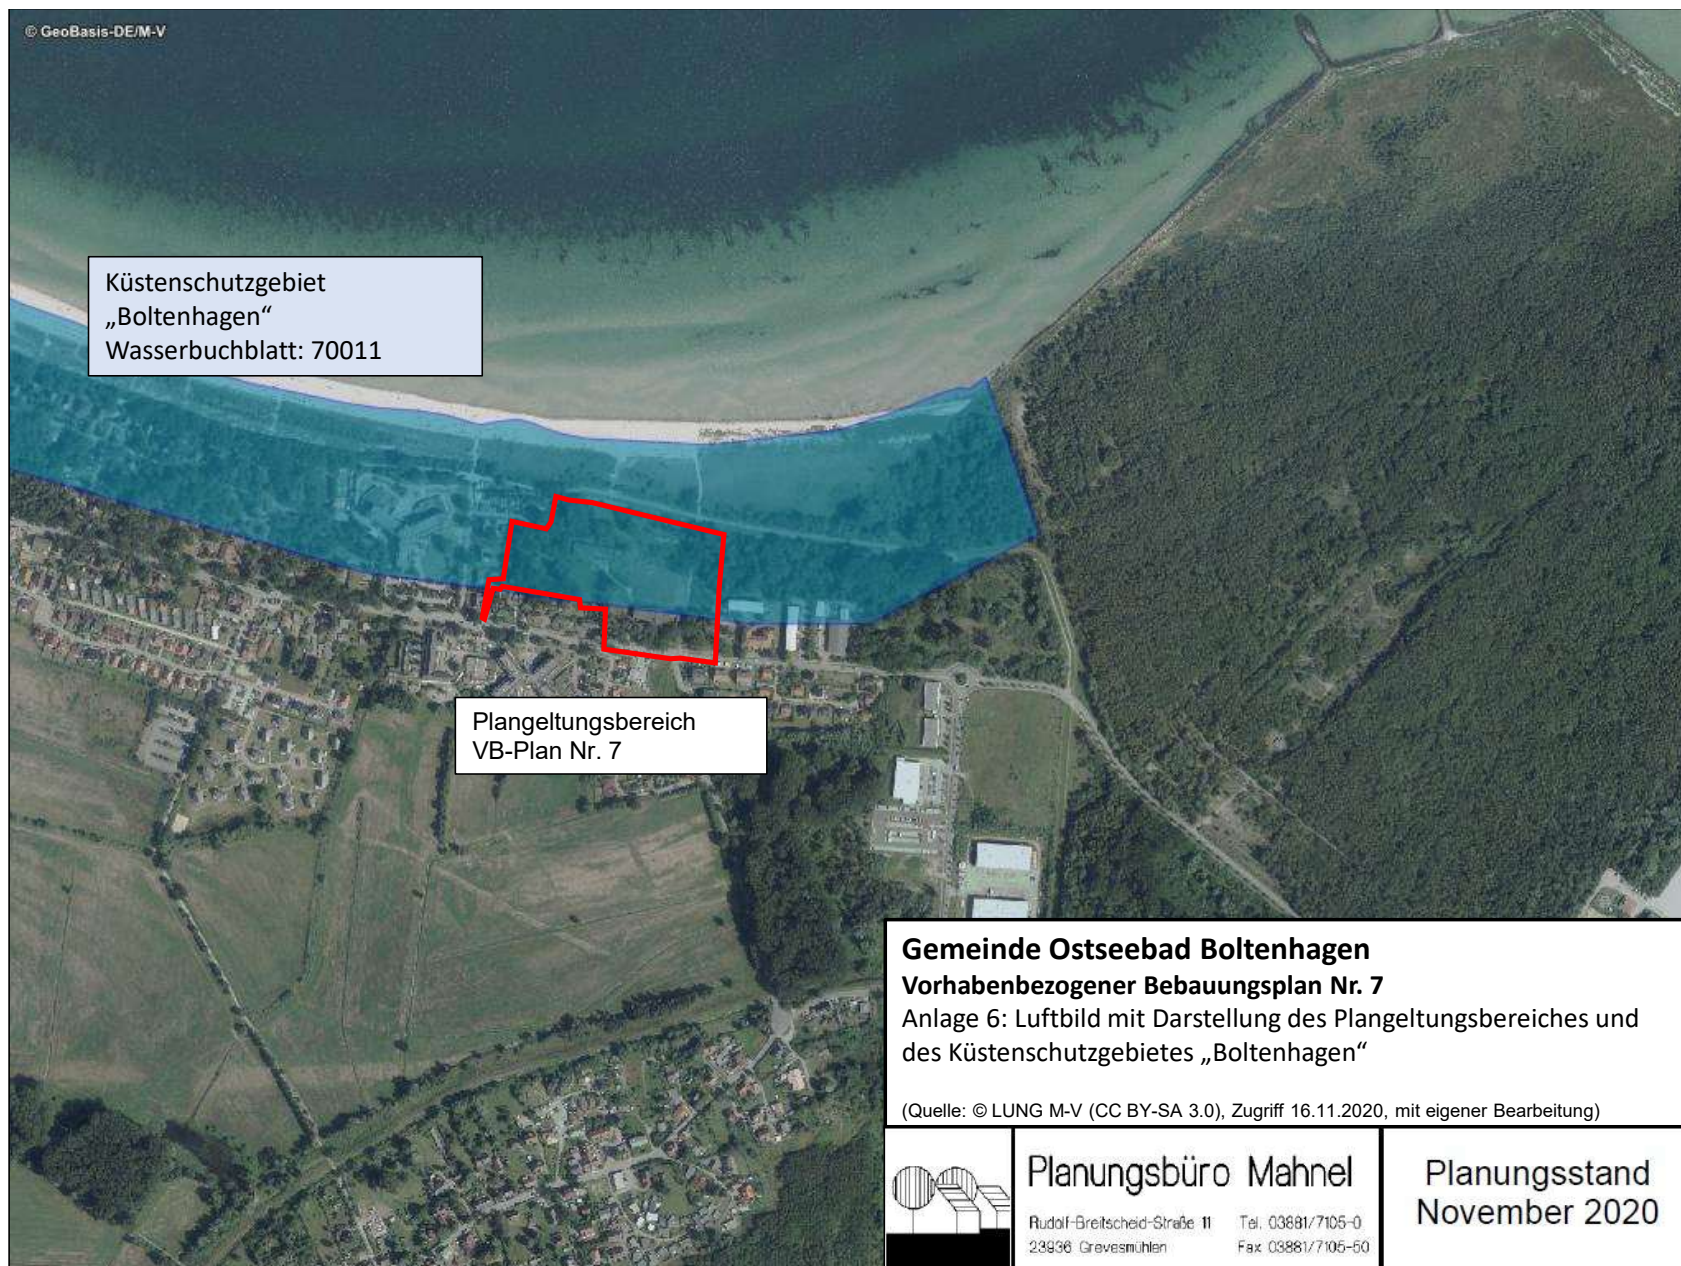 © GeoBasis-DE/M-V
Küstenschutzgebiet
„Boltenhagen“
Wasserbuchblatt: 70011
Plangeltungsbereich
VB-Plan Nr. 7
Gemeinde Ostseebad Boltenhagen
Vorhabenbezogener Bebauungsplan Nr. 7
Anlage 6: Luftbild mit Darstellung des Plangeltungsbereiches und
des Küstenschutzgebietes „Boltenhagen“
(Quelle: © LUNG M-V (CC BY-SA 3.0), Zugriff 16.11.2020, mit eigener Bearbeitung)
Planungsbüro Mahnel
Rudolf-Breitscheid-Straße 11 Tel. 03881/7105-0
23936 Grevesmühlen Fax 03881/7105-50
Planungsstand
November 2020